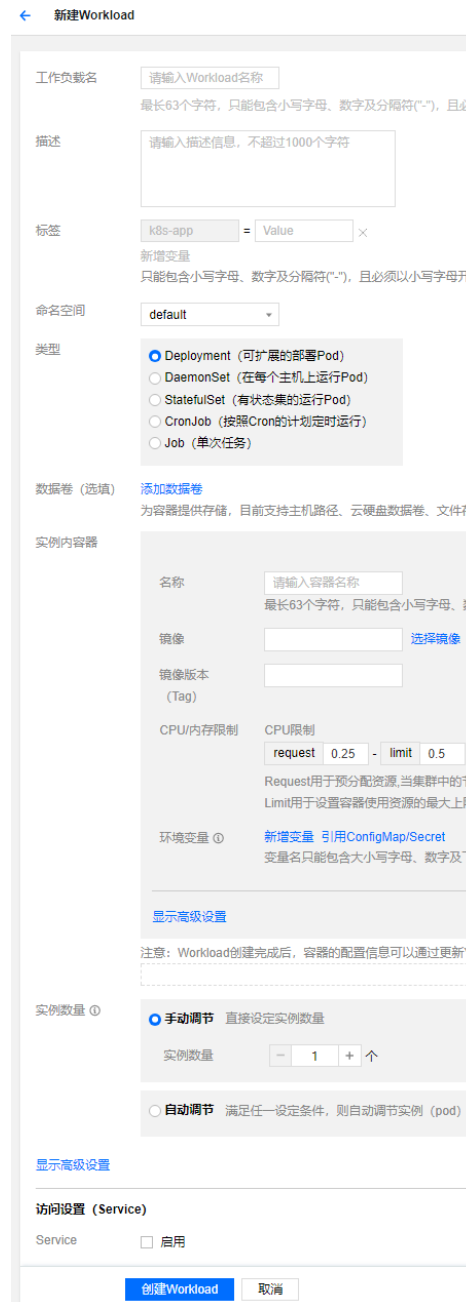 ← 新建Workload
工作负载名 请输入Workload名称
最长63个字符，只能包含小写字母、数字及分隔符("-")，且必
描述 请输入描述信息，不超过1000个字符
标签 k8s-app = Value ×
新增变量
只能包含小写字母、数字及分隔符("-")，且必须以小写字母开
命名空间 default
类型 Deployment（可扩展的部署Pod）
DaemonSet（在每个主机上运行Pod）
StatefulSet（有状态集的运行Pod）
CronJob（按照Cron的计划定时运行）
Job（单次任务）
数据卷（选填） 添加数据卷
为容器提供存储，目前支持主机路径、云硬盘数据卷、文件存
实例内容器
名称 请输入容器名称
最长63个字符，只能包含小写字母、数
镜像 选择镜像
镜像版本
（Tag）
CPU/内存限制 CPU限制
request 0.25 - limit 0.5
Request用于预分配资源,当集群中的节
Limit用于设置容器使用资源的最大上限
环境变量 新增变量 引用ConfigMap/Secret
变量名只能包含大小写字母、数字及下
显示高级设置
注意：Workload创建完成后，容器的配置信息可以通过更新
实例数量 手动调节 直接设定实例数量
实例数量 − 1 + 个
自动调节 满足任一设定条件，则自动调节实例（pod）
显示高级设置
访问设置（Service）
Service 启用
创建Workload 取消